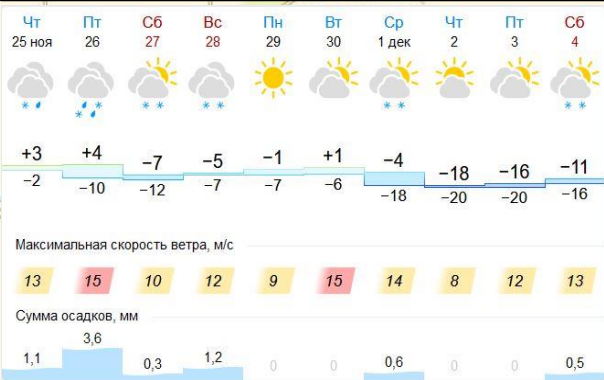 Чт Пт Сб Вс Пн Вт Ср Чт Пт Сб
25 ноя 26 27 28 29 30 1 дек 2 3 4
+3 +4 −7 −5 −1 +1 −4 −18 −16 −11
−2 −10 −12 −7 −7 −6 −18 −20 −20 −16
Максимальная скорость ветра, м/с
13 15 10 12 9 15 14 8 12 13
Сумма осадков, мм
1,1 3,6 0,3 1,2 0 0 0,6 0 0 0,5